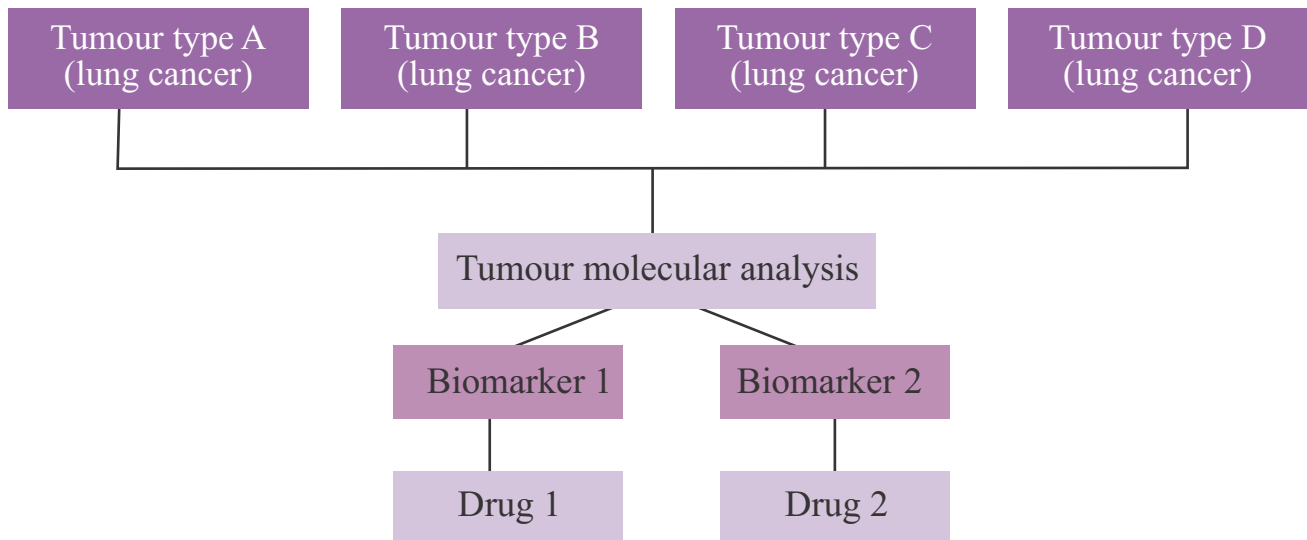 Tumour type A
(lung cancer)
Tumour type B
(lung cancer)
Tumour type C
(lung cancer)
Tumour type D
(lung cancer)
Tumour molecular analysis
Biomarker 1
Biomarker 2
Drug 1
Drug 2